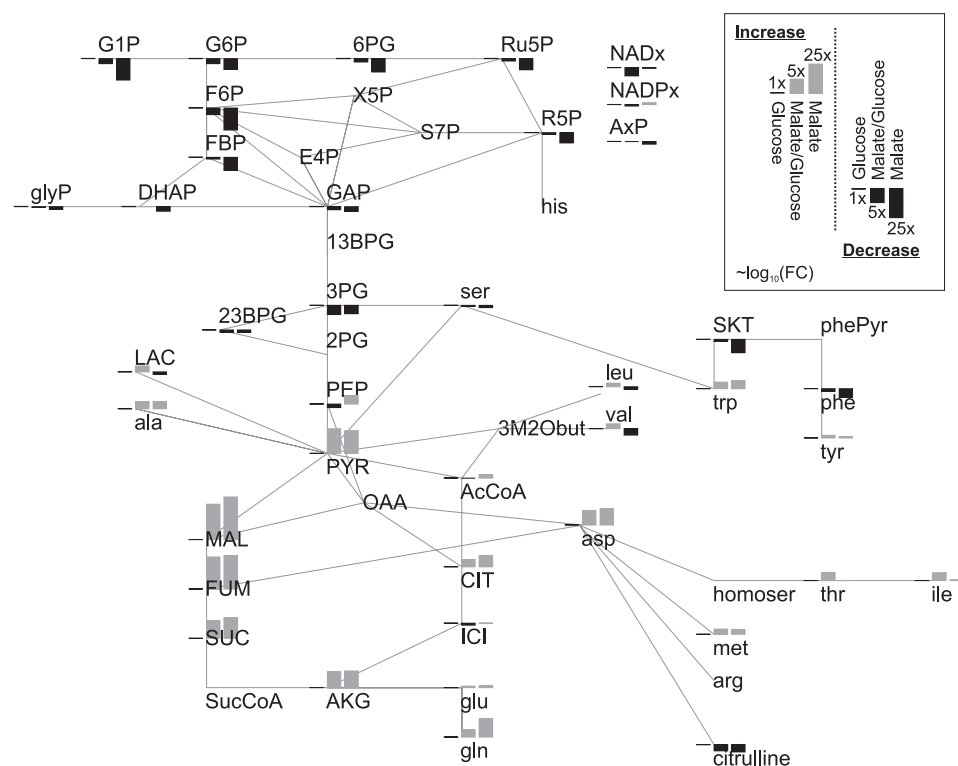 G1P
G6P
6PG
Ru5P
NADx
NADPx
AxP
F6P
X5P
S7P
R5P
FBP
E4P
glyP
DHAP
GAP
his
13BPG
3PG
ser
23BPG
2PG
SKT
phePyr
LAC
leu
PEP
trp
phe
ala
val
3M2Obut
tyr
PYR
AcCoA
OAA
MAL
asp
CIT
FUM
homoser
thr
ile
SUC
ICI
met
arg
SucCoA
AKG
glu
gln
citrulline
Increase
1x
5x
25x
Glucose
Malate/Glucose
Malate
Glucose
Malate/Glucose
Malate
1x
5x
25x
Decrease
~log₁₀(FC)